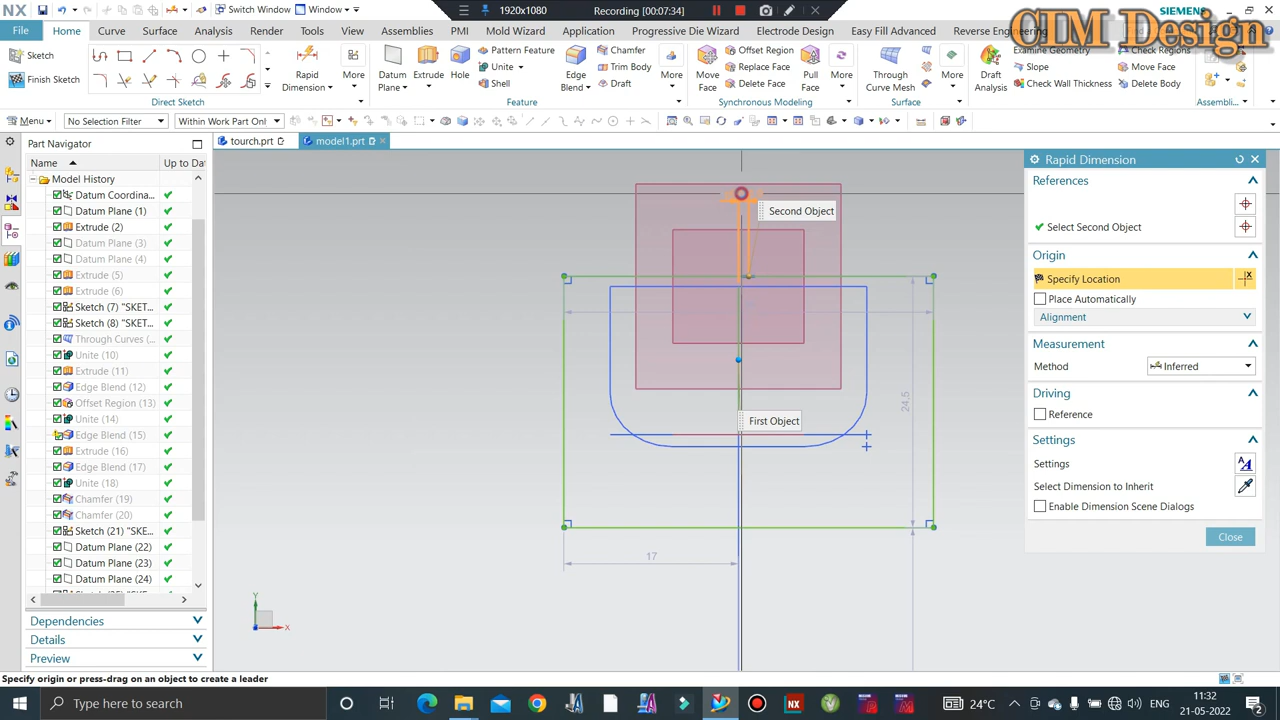 NX
Switch Window
Window
1920x1080
Recording [00:07:34]
SIEMENS
CIM Design
File
Home
Curve
Surface
Analysis
Render
Tools
View
Assemblies
PMI
Mold Wizard
Application
Progressive Die Wizard
Electrode Design
Easy Fill Advanced
Reverse Engineering
Sketch
Finish Sketch
Rapid
Dimension
More
Direct Sketch
Datum
Plane
Extrude
Hole
Pattern Feature
Unite
Shell
Edge
Blend
Chamfer
Trim Body
Draft
More
Feature
Move
Face
Offset Region
Replace Face
Delete Face
Pull
Face
More
Synchronous Modeling
Through
Curve Mesh
More
Surface
Draft
Analysis
Examine Geometry
Slope
Check Wall Thickness
Check Regions
Move Face
Delete Body
Assembli...
Menu
No Selection Filter
Within Work Part Only
Part Navigator
Name
Up to Da
Model History
Datum Coordina...
Datum Plane (1)
Extrude (2)
Datum Plane (3)
Datum Plane (4)
Extrude (5)
Extrude (6)
Sketch (7) "SKET...
Sketch (8) "SKET...
Through Curves (...
Unite (10)
Extrude (11)
Edge Blend (12)
Offset Region (13)
Unite (14)
Edge Blend (15)
Extrude (16)
Edge Blend (17)
Unite (18)
Chamfer (19)
Chamfer (20)
Sketch (21) "SKE...
Datum Plane (22)
Datum Plane (23)
Datum Plane (24)
Dependencies
Details
Preview
tourch.prt
model1.prt
Second Object
First Object
24,5
17
Y
X
Rapid Dimension
References
Select Second Object
Origin
Specify Location
Place Automatically
Alignment
Measurement
Method
Inferred
Driving
Reference
Settings
Settings
Select Dimension to Inherit
Enable Dimension Scene Dialogs
Close
Specify origin or press-drag on an object to create a leader
Type here to search
24°C
ENG
11:32
21-05-2022
2